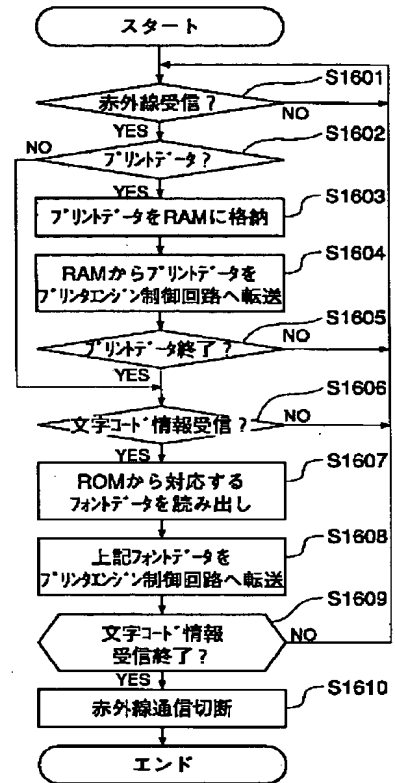 スタート
S1601
赤外線受信?
NO
YES
S1602
NO
プリントデータ?
YES
S1603
プリントデータをRAMに格納
S1604
RAMからプリントデータを
プリンタエンジン制御回路へ転送
S1605
プリントデータ終了?
NO
YES
S1606
文字コード情報受信?
NO
YES
S1607
ROMから対応する
フォントデータを読み出し
S1608
上記フォントデータを
プリンタエンジン制御回路へ転送
S1609
文字コード情報
受信終了?
NO
YES
S1610
赤外線通信切断
エンド